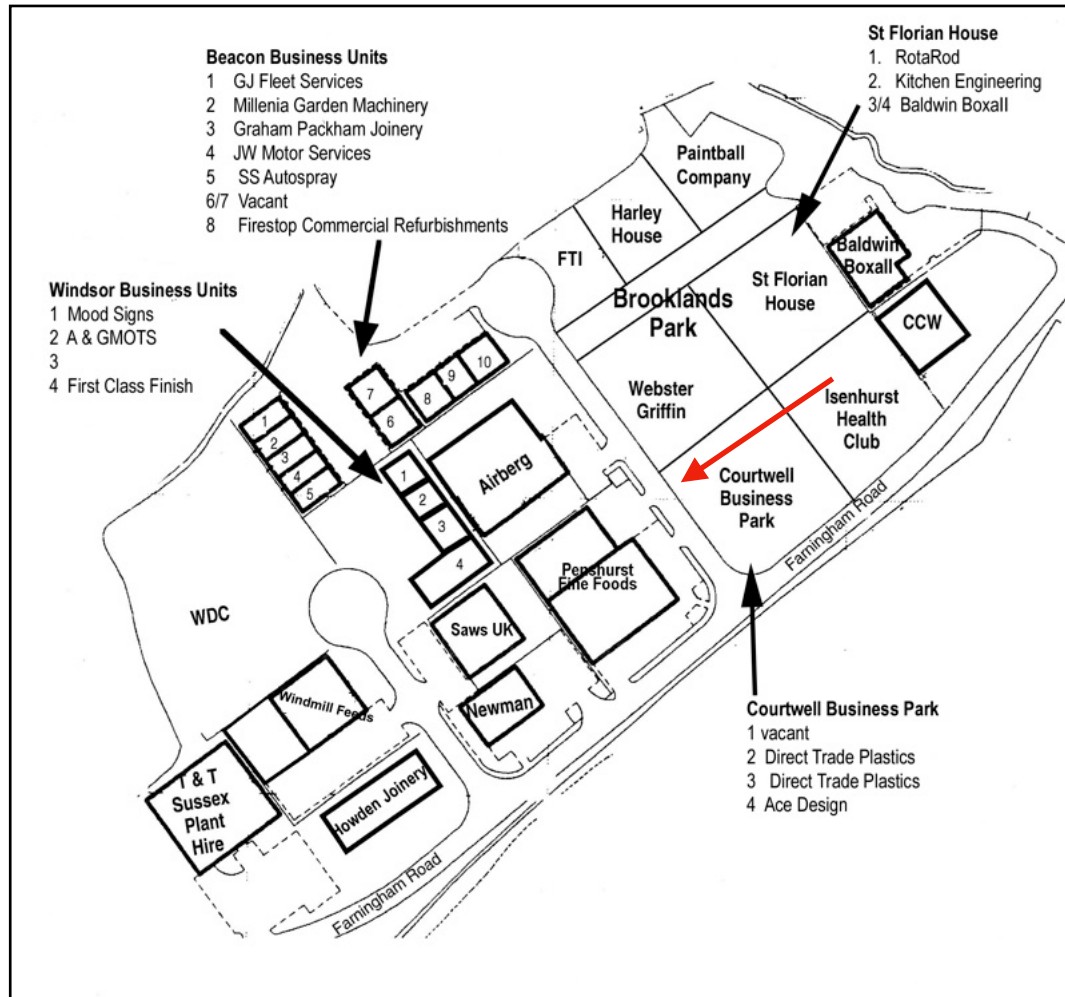 Beacon Business Units
1 GJ Fleet Services
2 Millenia Garden Machinery
3 Graham Packham Joinery
4 JW Motor Services
5 SS Autospray
6/7 Vacant
8 Firestop Commercial Refurbishments
St Florian House
1. RotaRod
2. Kitchen Engineering
3/4 Baldwin Boxall
Windsor Business Units
1 Mood Signs
2 A & GMOTS
3
4 First Class Finish
Paintball
Company
Harley
House
FTI
Brooklands
Park
St Florian
House
Baldwin
Boxall
CCW
Webster
Griffin
Isenhurst
Health
Club
Courtwell
Business
Park
Farningham Road
7
6
8
9
10
1
2
3
4
5
1
2
3
4
Airberg
Penshurst
Fine Foods
WDC
Saws UK
Newman
Windmill Feeds
T & T
Sussex
Plant
Hire
Howden Joinery
Farningham Road
Courtwell Business Park
1 vacant
2 Direct Trade Plastics
3 Direct Trade Plastics
4 Ace Design